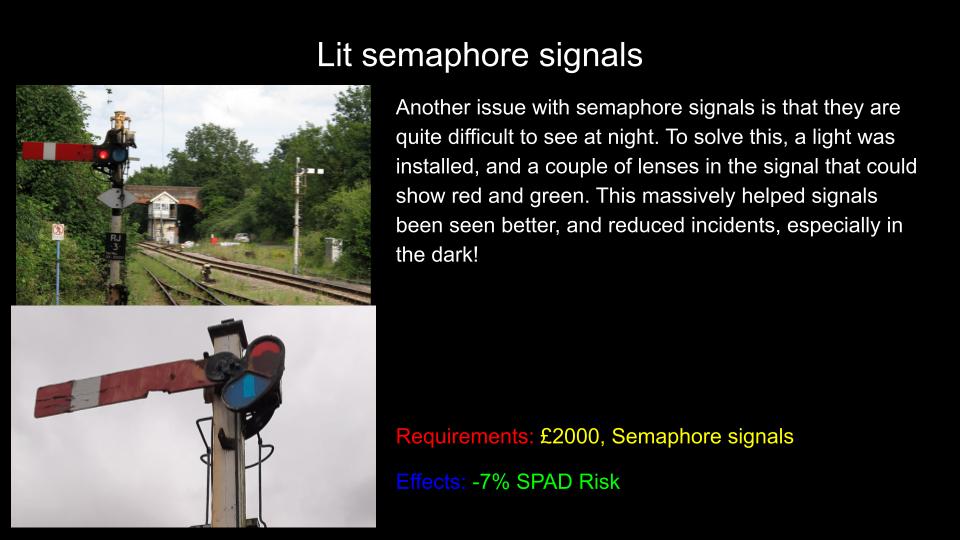 Lit semaphore signals
Another issue with semaphore signals is that they are
quite difficult to see at night. To solve this, a light was
installed, and a couple of lenses in the signal that could
show red and green. This massively helped signals
been seen better, and reduced incidents, especially in
the dark!
RJ
3
Requirements: £2000, Semaphore signals
Effects: -7% SPAD Risk